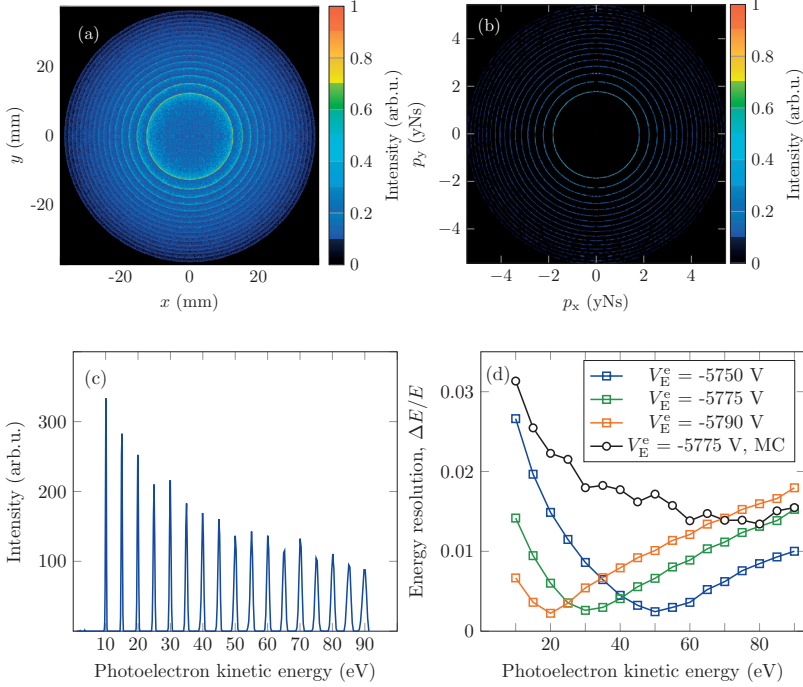 (a)
20
0
-20
y (mm)
-20 0 20
x (mm)
1
0.8
0.6
0.4
0.2
0
Intensity (arb.u.)
(b)
4
2
0
−2
−4
p_y (yNs)
−4 −2 0 2 4
p_x (yNs)
1
0.8
0.6
0.4
0.2
0
Intensity (arb.u.)
(c)
300
200
100
Intensity (arb.u.)
10 20 30 40 50 60 70 80 90
Photoelectron kinetic energy (eV)
(d)
V_E^e = -5750 V
V_E^e = -5775 V
V_E^e = -5790 V
V_E^e = -5775 V, MC
0.03
0.02
0.01
0
Energy resolution, ΔE/E
20 40 60 80
Photoelectron kinetic energy (eV)